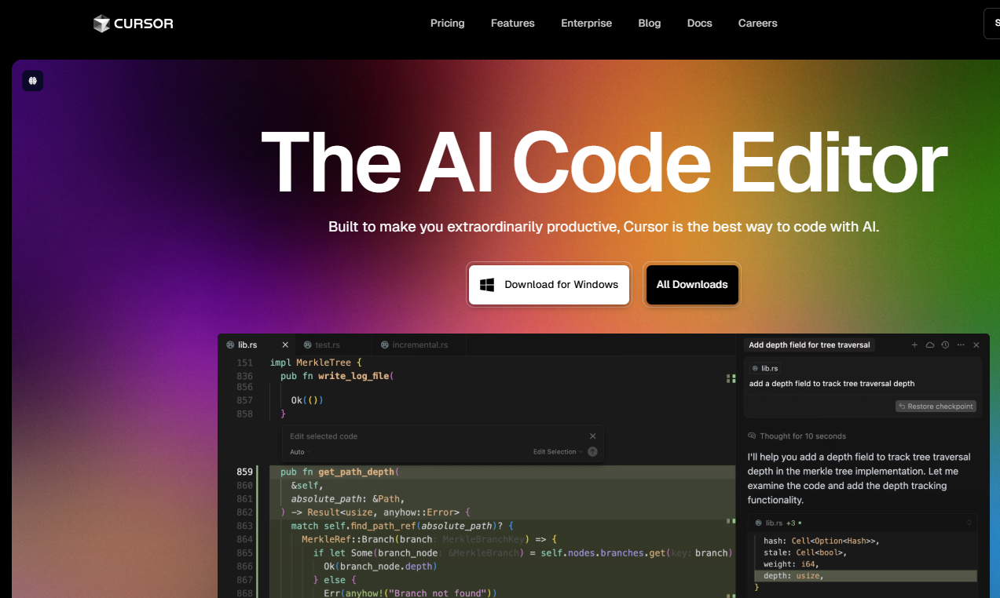 CURSOR
Pricing Features Enterprise Blog Docs Careers
S
The AI Code Editor
Built to make you extraordinarily productive, Cursor is the best way to code with AI.
Download for Windows
All Downloads
lib.rs test.rs incremental.rs
151 impl MerkleTree {
836 pub fn write_log_file(
856
857 Ok(())
858 }
Edit selected code
Auto Edit Selection
859 pub fn get_path_depth(
860 &self,
861 absolute_path: &Path,
862 ) -> Result<usize, anyhow::Error> {
863 match self.find_path_ref(absolute_path)? {
864 MerkleRef::Branch(branch: MerkleBranchKey) => {
865 if let Some(branch_node: &MerkleBranch) = self.nodes.branches.get(key: branch)
866 Ok(branch_node.depth)
867 } else {
868 Err(anyhow!("Branch not found"))
Add depth field for tree traversal
lib.rs
add a depth field to track tree traversal depth
Restore checkpoint
Thought for 10 seconds
I'll help you add a depth field to track tree traversal
depth in the merkle tree implementation. Let me
examine the code and add the depth tracking
functionality.
lib.rs +3
hash: Cell<Option<Hash>>,
stale: Cell<bool>,
weight: i64,
depth: usize,
}